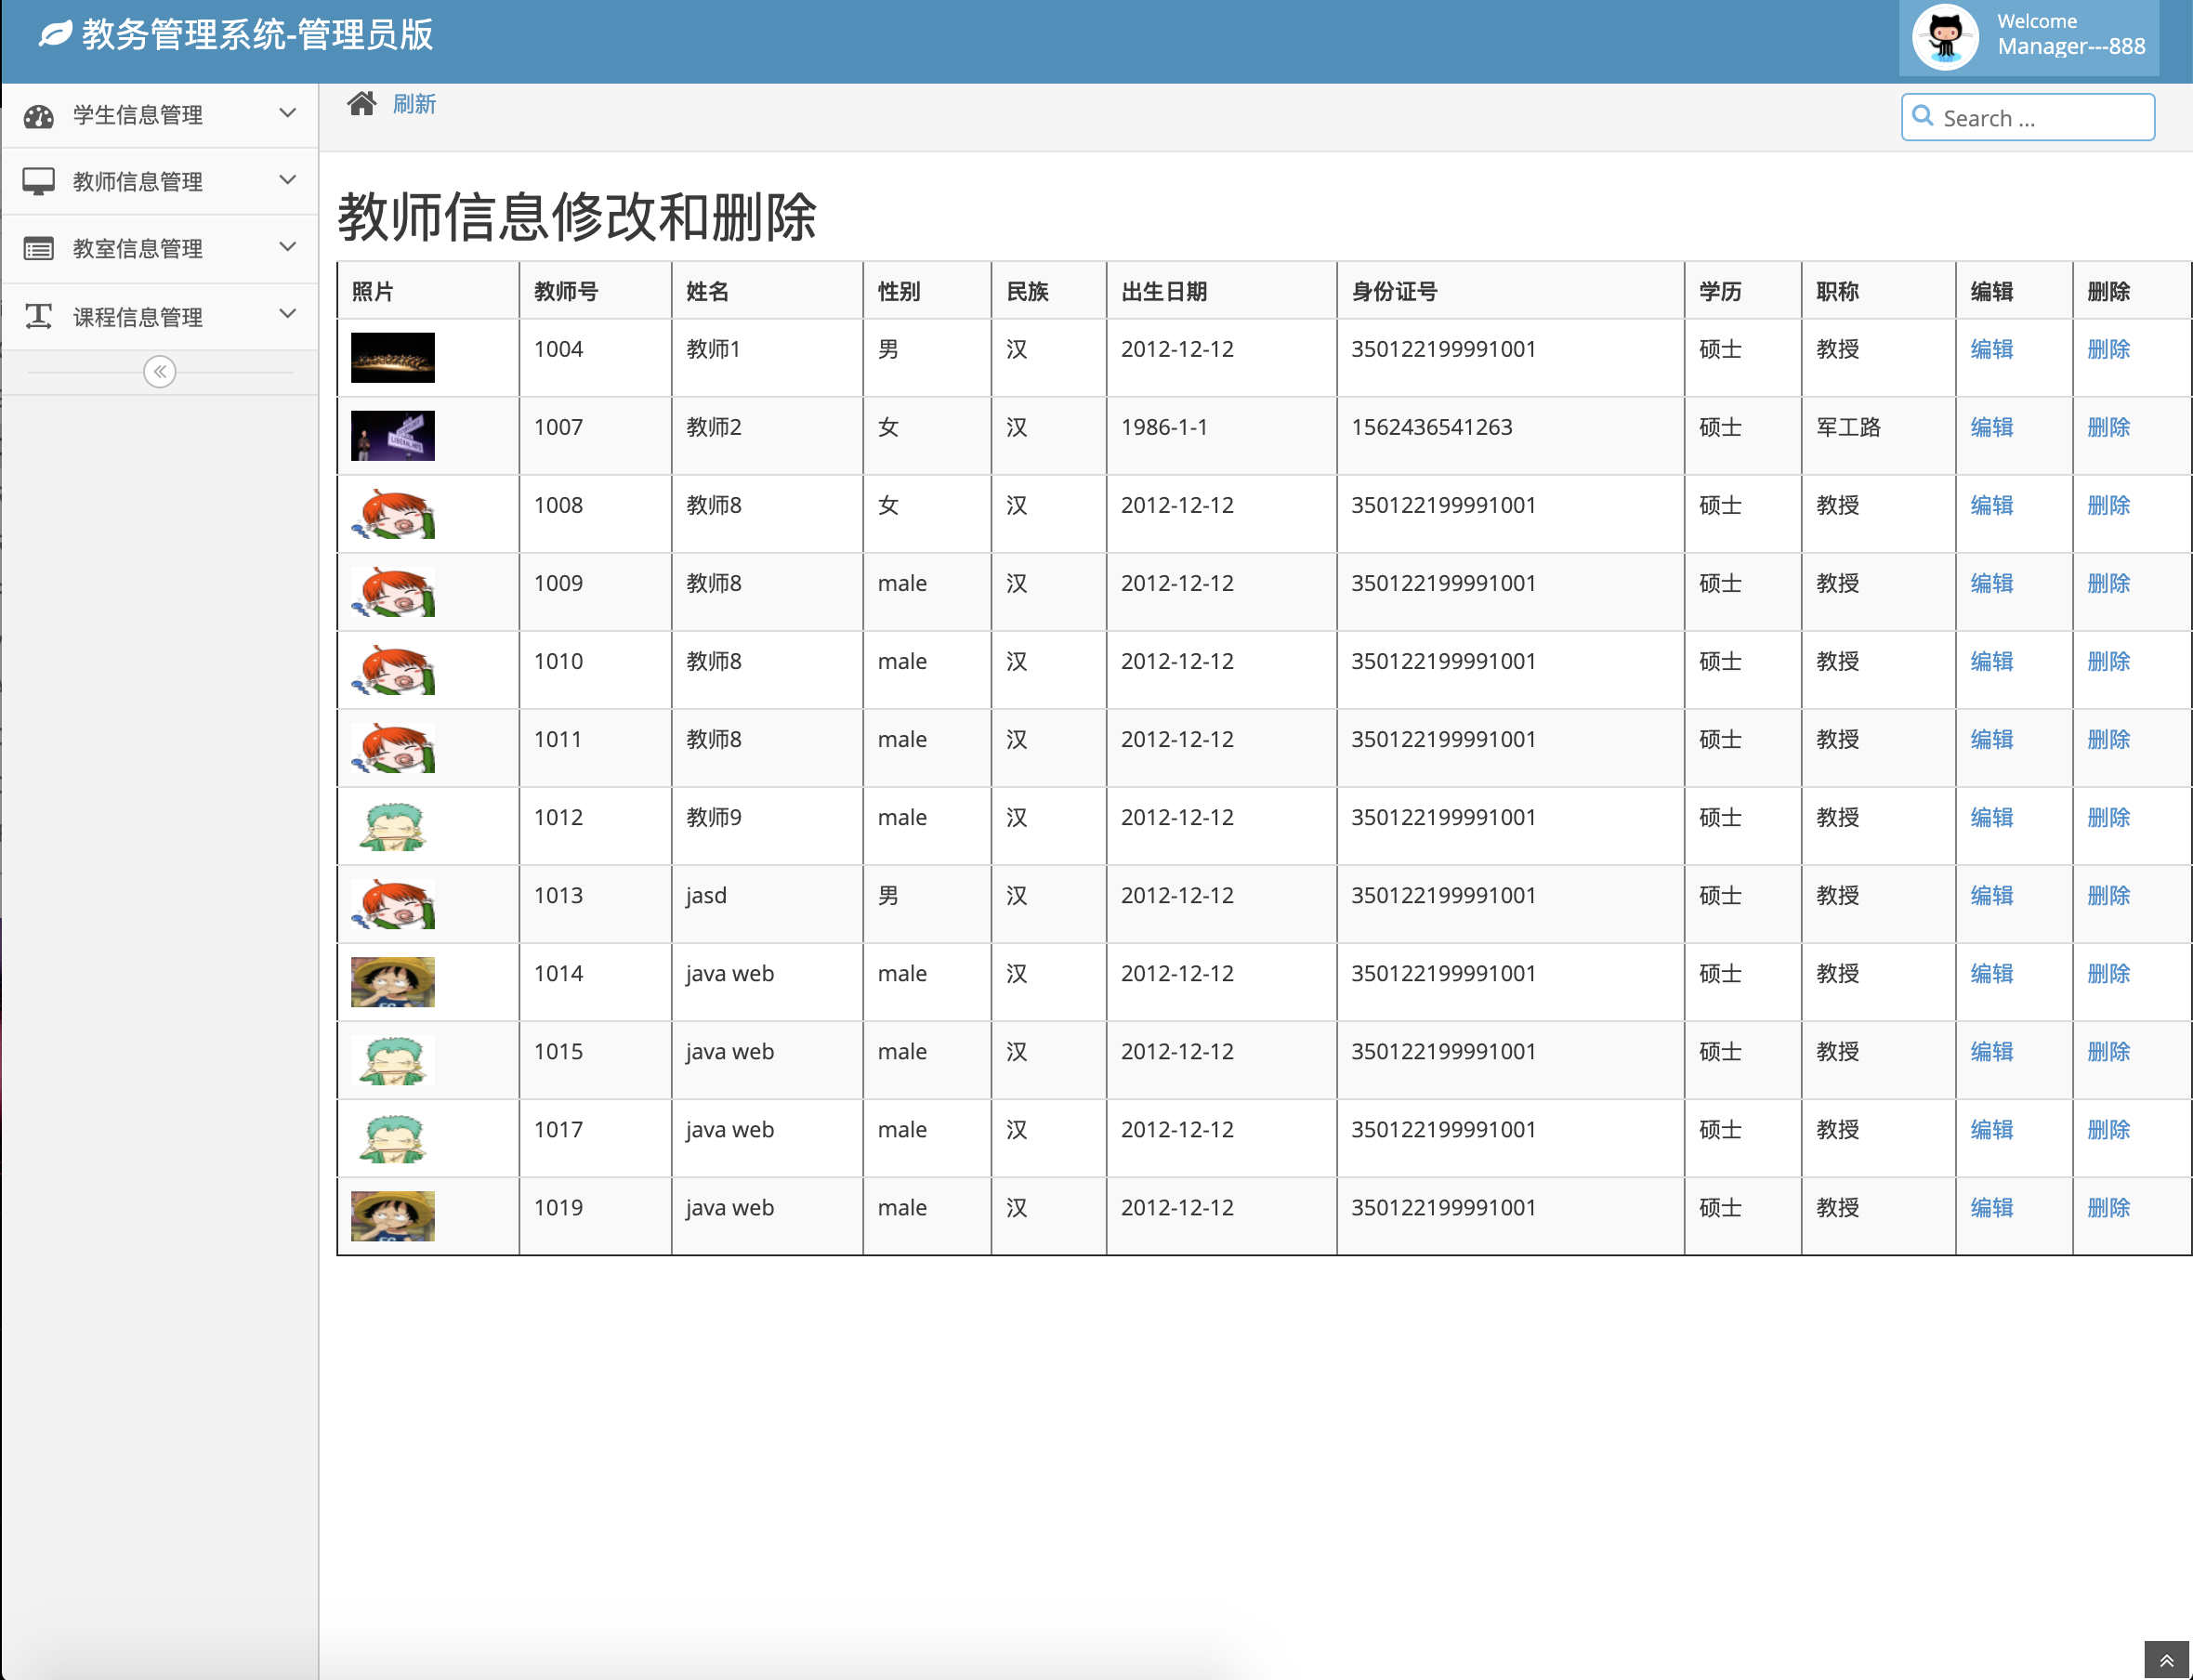 教务管理系统-管理员版
Welcome
Manager---888
学生信息管理
教师信息管理
教室信息管理
课程信息管理
刷新
Search ...
教师信息修改和删除
照片 教师号 姓名 性别 民族 出生日期 身份证号 学历 职称 编辑 删除
1004 教师1 男 汉 2012-12-12 350122199991001 硕士 教授 编辑 删除
LIBERAL ARTS 1007 教师2 女 汉 1986-1-1 1562436541263 硕士 军工路 编辑 删除
1008 教师8 女 汉 2012-12-12 350122199991001 硕士 教授 编辑 删除
1009 教师8 male 汉 2012-12-12 350122199991001 硕士 教授 编辑 删除
1010 教师8 male 汉 2012-12-12 350122199991001 硕士 教授 编辑 删除
1011 教师8 male 汉 2012-12-12 350122199991001 硕士 教授 编辑 删除
1012 教师9 male 汉 2012-12-12 350122199991001 硕士 教授 编辑 删除
1013 jasd 男 汉 2012-12-12 350122199991001 硕士 教授 编辑 删除
1014 java web male 汉 2012-12-12 350122199991001 硕士 教授 编辑 删除
1015 java web male 汉 2012-12-12 350122199991001 硕士 教授 编辑 删除
1017 java web male 汉 2012-12-12 350122199991001 硕士 教授 编辑 删除
1019 java web male 汉 2012-12-12 350122199991001 硕士 教授 编辑 删除